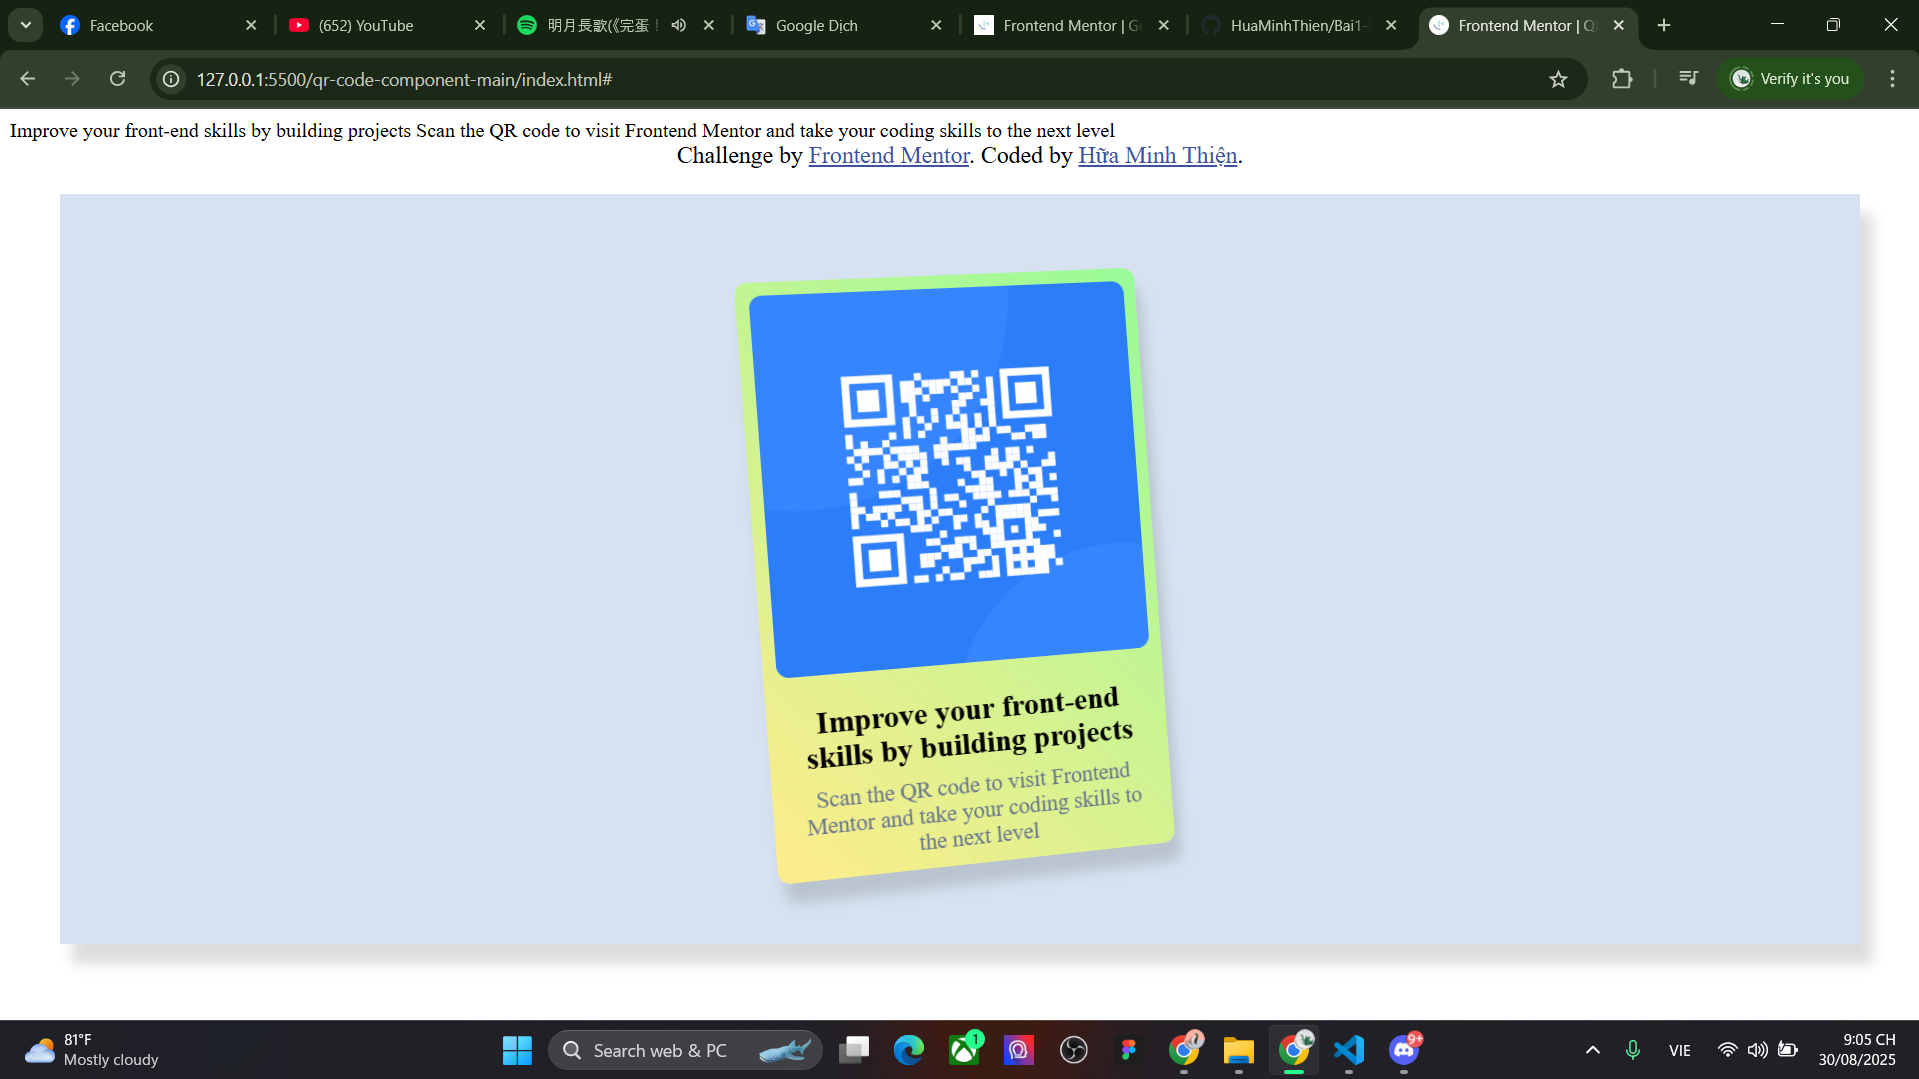 Facebook
(652) YouTube
明月長歌(《完蛋！
Google Dịch
Frontend Mentor | Ge
HuaMinhThien/Bai1-
Frontend Mentor | QR
127.0.0.1:5500/qr-code-component-main/index.html#
Verify it's you
Improve your front-end skills by building projects Scan the QR code to visit Frontend Mentor and take your coding skills to the next level
Challenge by Frontend Mentor. Coded by Hữa Minh Thiện.
Improve your front-end
skills by building projects
Scan the QR code to visit Frontend
Mentor and take your coding skills to
the next level
81°F
Mostly cloudy
Search web & PC
1
9+
VIE
9:05 CH
30/08/2025